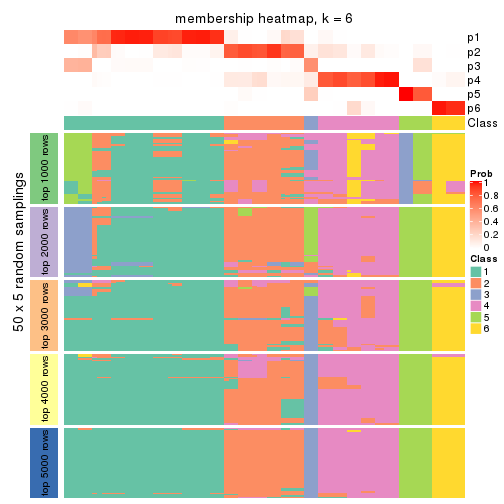 membership heatmap, k = 6
p1
p2
p3
p4
p5
p6
Class
50 x 5 random samplings
top 1000 rows
top 2000 rows
top 3000 rows
top 4000 rows
top 5000 rows
Prob
1
0.8
0.6
0.4
0.2
0
Class
1
2
3
4
5
6